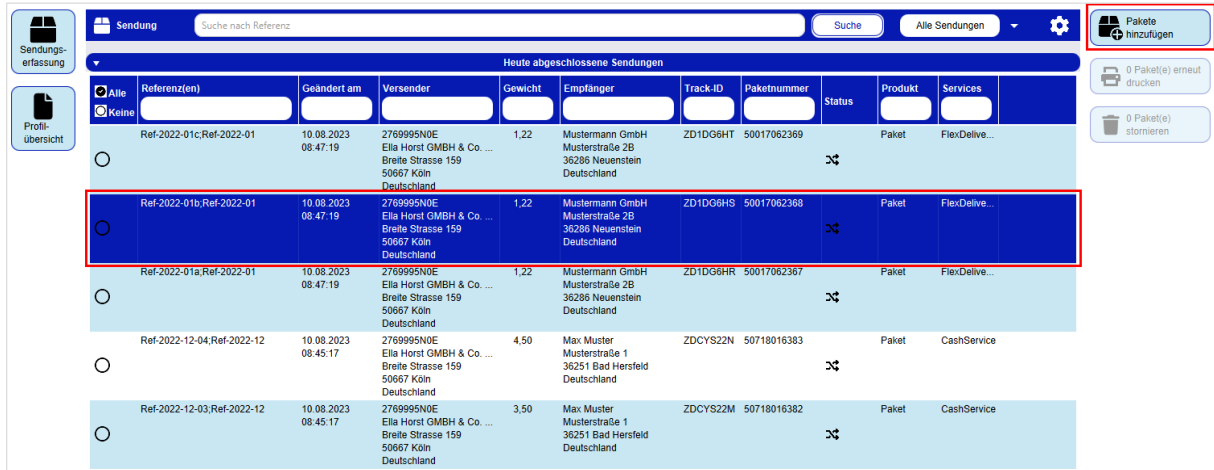 Sendungs-
erfassung
Profil-
übersicht
Sendung
Suche nach Referenz
Suche
Alle Sendungen
Heute abgeschlossene Sendungen
Alle
Keine
Referenz(en)
Geändert am
Versender
Gewicht
Empfänger
Track-ID
Paketnummer
Status
Produkt
Services
Ref-2022-01c;Ref-2022-01
10.08.2023
08:47:19
2769995N0E
Ella Horst GMBH & Co. ...
Breite Strasse 159
50667 Köln
Deutschland
1,22
Mustermann GmbH
Musterstraße 2B
36286 Neuenstein
Deutschland
ZD1DG6HT
50017062369
Paket
FlexDelive...
Ref-2022-01b;Ref-2022-01
10.08.2023
08:47:19
2769995N0E
Ella Horst GMBH & Co. ...
Breite Strasse 159
50667 Köln
Deutschland
1,22
Mustermann GmbH
Musterstraße 2B
36286 Neuenstein
Deutschland
ZD1DG6HS
50017062368
Paket
FlexDelive...
Ref-2022-01a;Ref-2022-01
10.08.2023
08:47:19
2769995N0E
Ella Horst GMBH & Co. ...
Breite Strasse 159
50667 Köln
Deutschland
1,22
Mustermann GmbH
Musterstraße 2B
36286 Neuenstein
Deutschland
ZD1DG6HR
50017062367
Paket
FlexDelive...
Ref-2022-12-04;Ref-2022-12
10.08.2023
08:45:17
2769995N0E
Ella Horst GMBH & Co. ...
Breite Strasse 159
50667 Köln
Deutschland
4,50
Max Muster
Musterstraße 1
36251 Bad Hersfeld
Deutschland
ZDCYS22N
50718016383
Paket
CashService
Ref-2022-12-03;Ref-2022-12
10.08.2023
08:45:17
2769995N0E
Ella Horst GMBH & Co. ...
Breite Strasse 159
50667 Köln
Deutschland
3,50
Max Muster
Musterstraße 1
36251 Bad Hersfeld
Deutschland
ZDCYS22M
50718016382
Paket
CashService
Pakete
hinzufügen
0 Paket(e) erneut
drucken
0 Paket(e)
stornieren